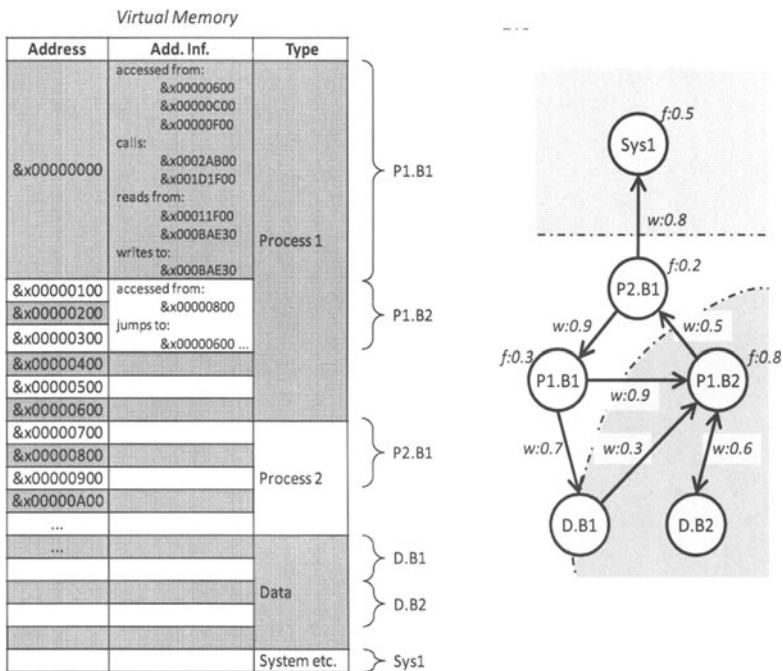 Virtual Memory
Address Add. Inf. Type
accessed from:
&x00000600
&x00000C00
&x00000F00
calls:
&x0002AB00
&x001D1F00
reads from:
&x00011F00
&x000BAE30
writes to:
&x000BAE30
&x00000000
Process 1
P1.B1
&x00000100 accessed from:
&x00000200 &x00000800
&x00000300 jumps to:
&x00000600 ...
P1.B2
&x00000400
&x00000500
&x00000600
&x00000700
&x00000800
&x00000900
&x00000A00
...
Process 2
P2.B1
...
Data
D.B1
D.B2
System etc. Sys1
f:0.5
Sys1
w:0.8
f:0.2
P2.B1
w:0.9 w:0.5
f:0.3 f:0.8
P1.B1 P1.B2
w:0.9
w:0.7 w:0.3 w:0.6
D.B1 D.B2